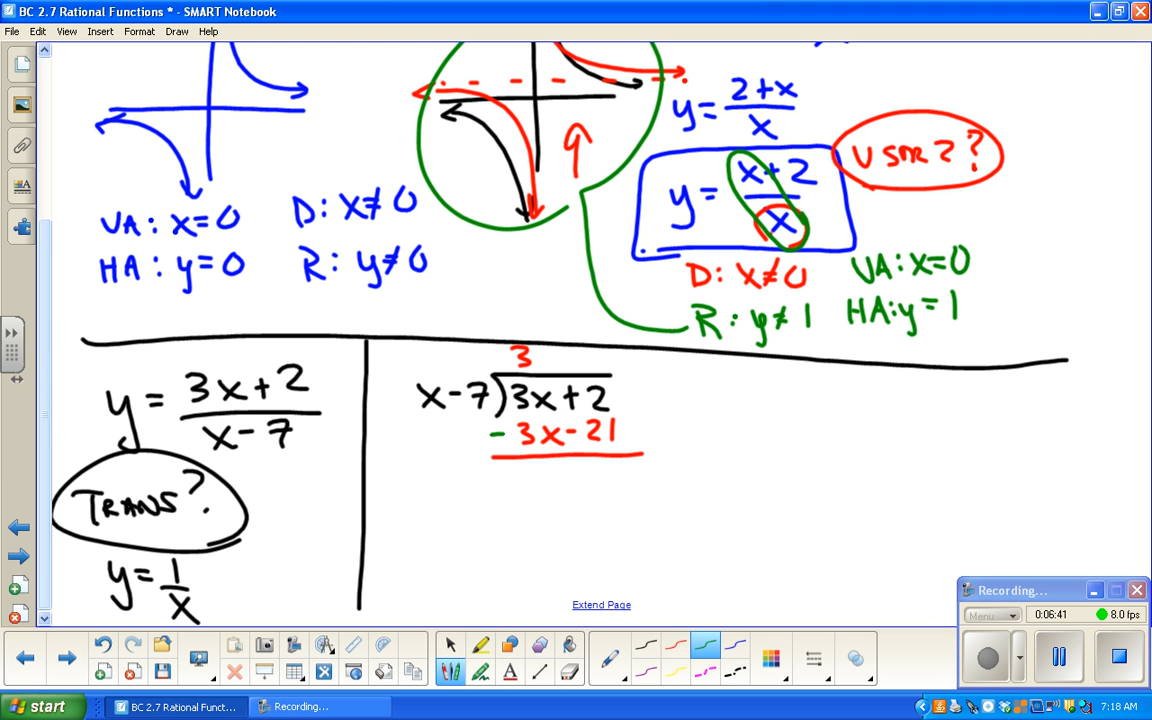 BC 2.7 Rational Functions * - SMART Notebook
File Edit View Insert Format Draw Help
y = 2+x / x
y = x+2 / x
V STR 2 ?
VA: x=0
HA: y=0
D: x≠0
R: y≠0
D: x≠0
R: y≠1
VA: x=0
HA: y=1
y = 3x+2 / x-7
TRANS?
y = 1/x
3
x-7)3x+2
- 3x-21
Extend Page
Recording...
Menu
0:06:41
8.0 fps
start
BC 2.7 Rational Funct...
Recording...
7:18 AM